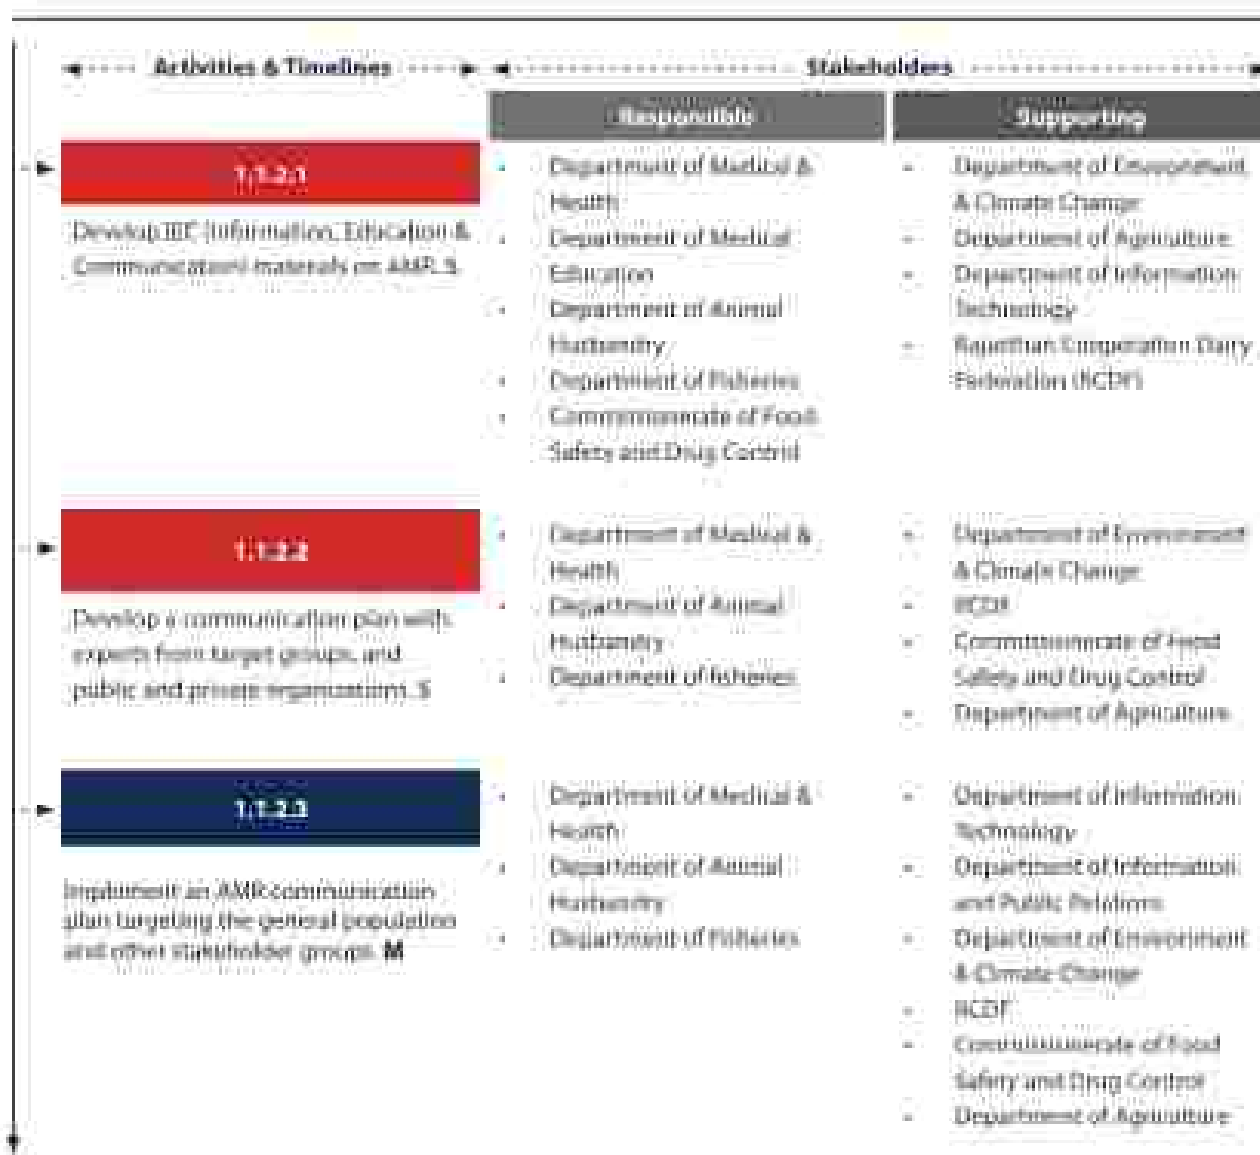 Activities & Timelines
Stakeholders
Responsible
Supporting
1.1.2.1
Develop IEC (Information, Education &
Communication) materials on AMR. S
Department of Medical &
Health
Department of Medical
Education
Department of Animal
Husbandry
Department of Fisheries
Commissionerate of Food
Safety and Drug Control
Department of Environment
& Climate Change
Department of Agriculture
Department of Information
Technology
Rajasthan Cooperation Dairy
Federation (RCDF)
1.1.2.2
Develop a communication plan with
experts from target groups, and
public and private organizations. S
Department of Medical &
Health
Department of Animal
Husbandry
Department of fisheries
Department of Environment
& Climate Change
RCDF
Commissionerate of Food
Safety and Drug Control
Department of Agriculture
1.1.2.3
Implement an AMR communication
plan targeting the general population
and other stakeholder groups. M
Department of Medical &
Health
Department of Animal
Husbandry
Department of Fisheries
Department of Information
Technology
Department of Information
and Public Relations
Department of Environment
& Climate Change
RCDF
Commissionerate of Food
Safety and Drug Control
Department of Agriculture